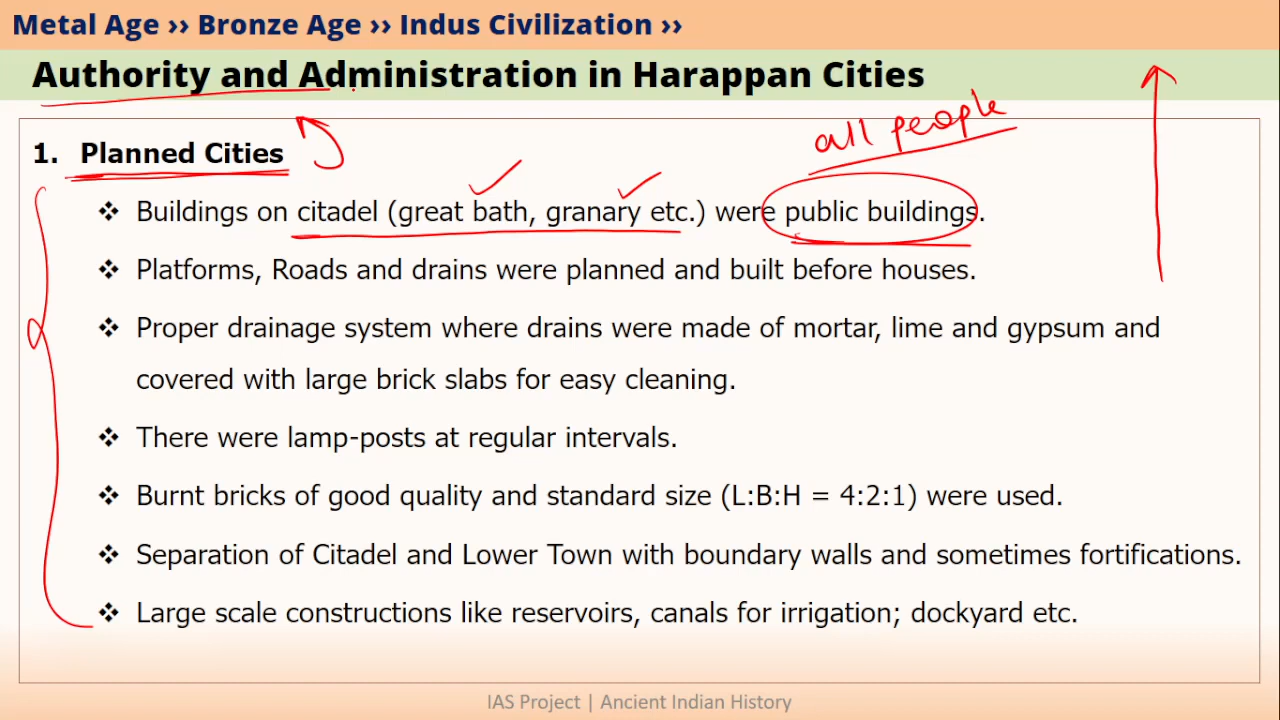 Metal Age ›› Bronze Age ›› Indus Civilization ››
Authority and Administration in Harappan Cities
all people
1. Planned Cities
❖ Buildings on citadel (great bath, granary etc.) were public buildings.
❖ Platforms, Roads and drains were planned and built before houses.
❖ Proper drainage system where drains were made of mortar, lime and gypsum and
covered with large brick slabs for easy cleaning.
❖ There were lamp-posts at regular intervals.
❖ Burnt bricks of good quality and standard size (L:B:H = 4:2:1) were used.
❖ Separation of Citadel and Lower Town with boundary walls and sometimes fortifications.
❖ Large scale constructions like reservoirs, canals for irrigation; dockyard etc.
IAS Project | Ancient Indian History